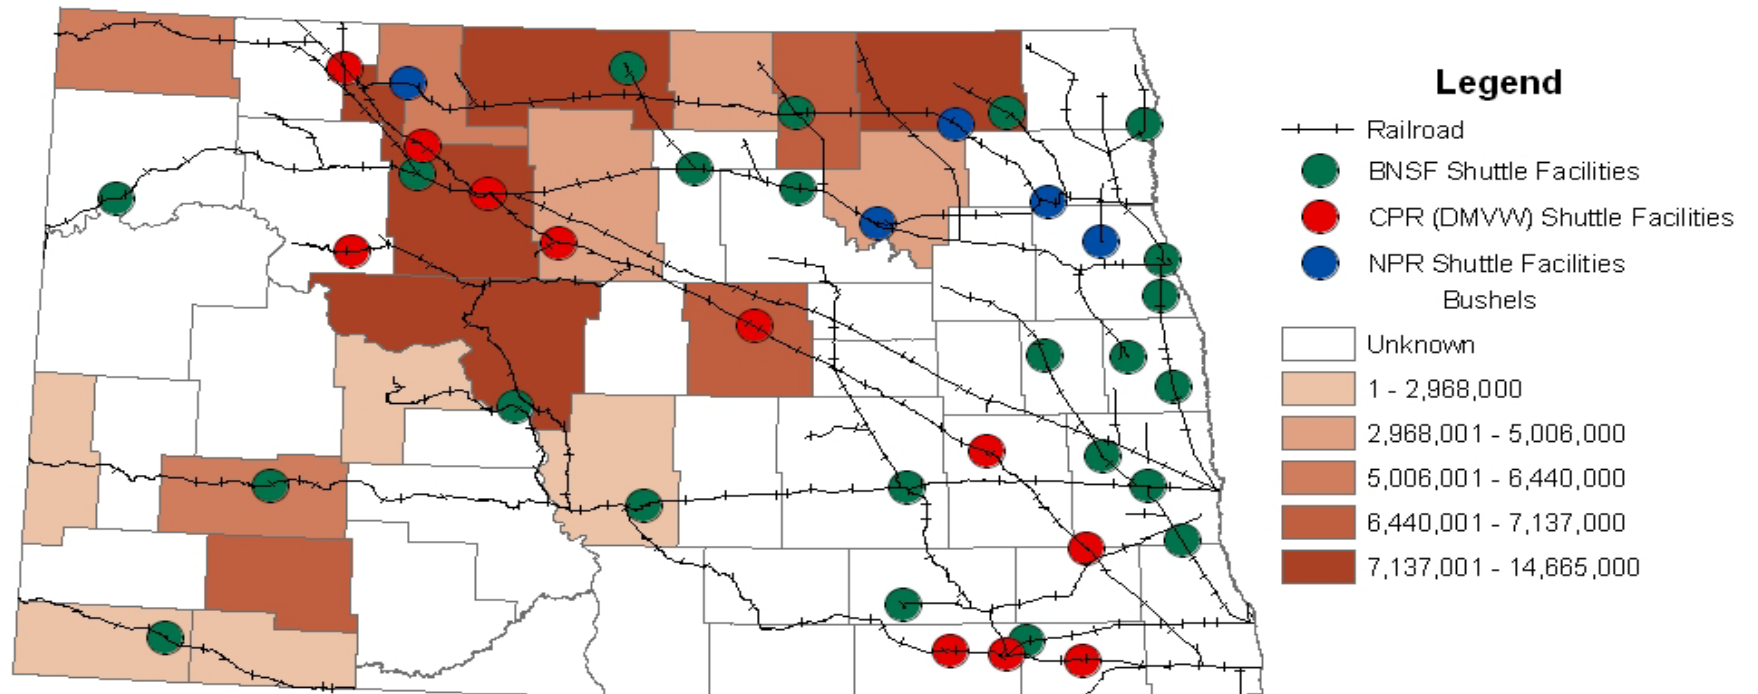 Legend
Railroad
BNSF Shuttle Facilities
CPR (DMVW) Shuttle Facilities
NPR Shuttle Facilities
Bushels
Unknown
1 - 2,968,000
2,968,001 - 5,006,000
5,006,001 - 6,440,000
6,440,001 - 7,137,000
7,137,001 - 14,665,000